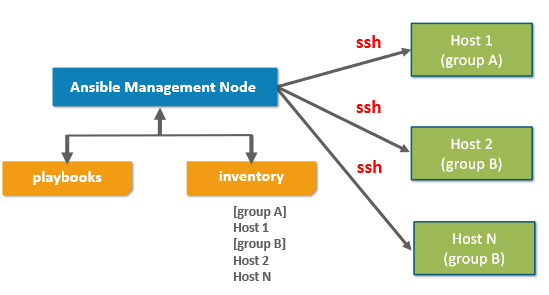 ssh
Host 1
(group A)
Ansible Management Node
ssh
Host 2
(group B)
ssh
playbooks
inventory
[group A]
Host 1
[group B]
Host 2
Host N
Host N
(group B)